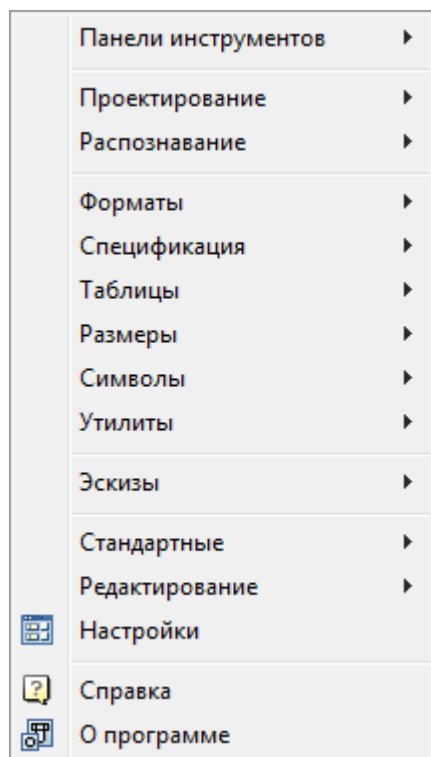 Панели инструментов
Проектирование
Распознавание
Форматы
Спецификация
Таблицы
Размеры
Символы
Утилиты
Эскизы
Стандартные
Редактирование
Настройки
Справка
О программе